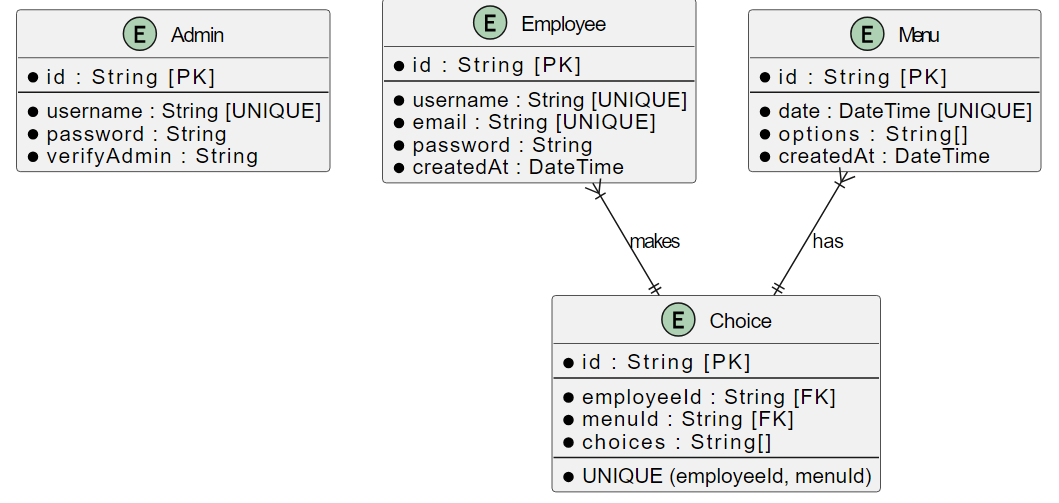 E Admin
id : String [PK]
username : String [UNIQUE]
password : String
verifyAdmin : String
E Employee
id : String [PK]
username : String [UNIQUE]
email : String [UNIQUE]
password : String
createdAt : DateTime
E Menu
id : String [PK]
date : DateTime [UNIQUE]
options : String[]
createdAt : DateTime
makes
has
E Choice
id : String [PK]
employeeId : String [FK]
menuId : String [FK]
choices : String[]
UNIQUE (employeeId, menuId)